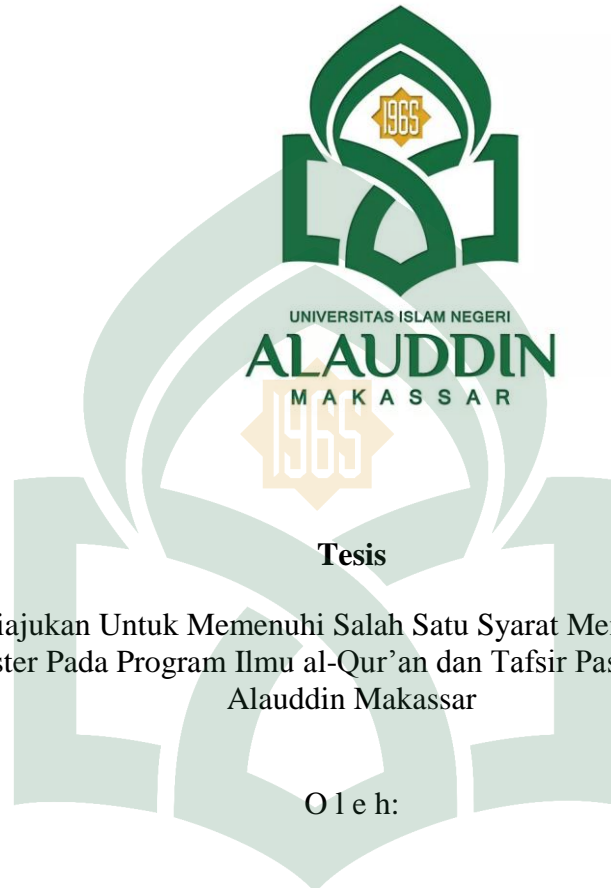 1965
UNIVERSITAS ISLAM NEGERI
ALAUDDIN
MAKASSAR
1965
Tesis
iajukan Untuk Memenuhi Salah Satu Syarat Me
ster Pada Program Ilmu al-Qur’an dan Tafsir Pas
Alauddin Makassar
O l e h: